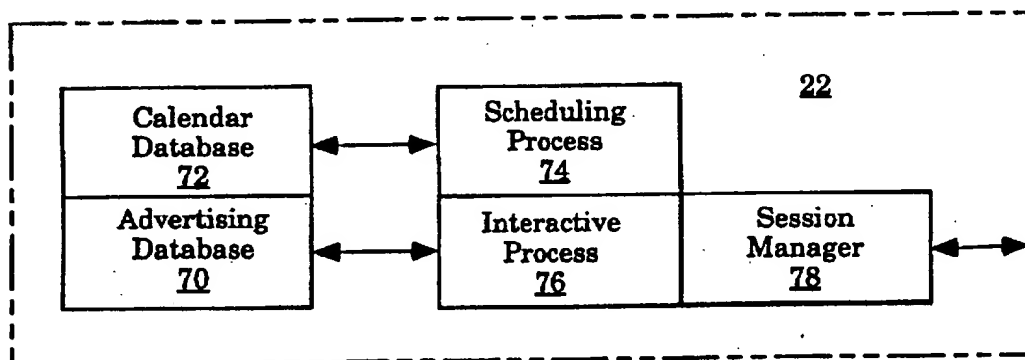 22
Calendar
Database
72
Scheduling
Process
74
Advertising
Database
70
Interactive
Process
76
Session
Manager
78